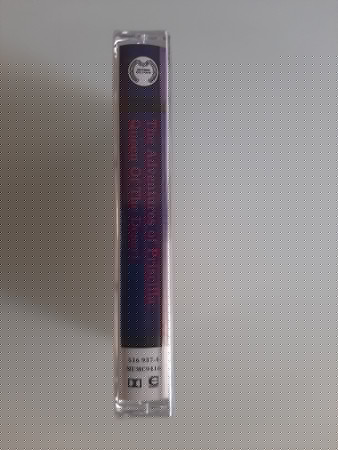 The Adventures of Priscilla
Queen Of The Desert
516 937-4
MUMC9416